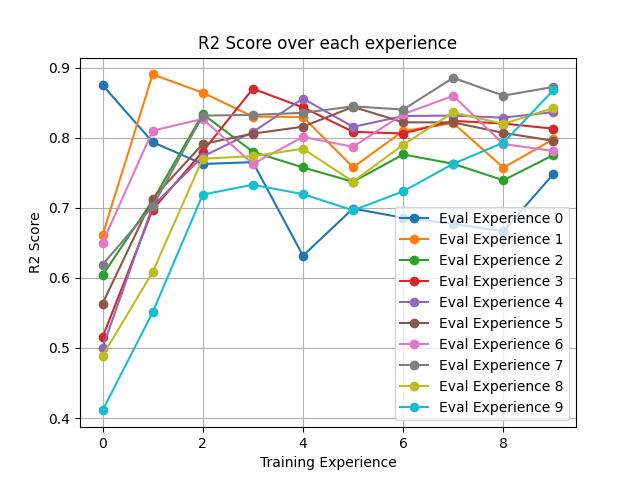 R2 Score over each experience
0.9
0.8
0.7
0.6
0.5
0.4
R2 Score
0
2
4
6
8
Training Experience
Eval Experience 0
Eval Experience 1
Eval Experience 2
Eval Experience 3
Eval Experience 4
Eval Experience 5
Eval Experience 6
Eval Experience 7
Eval Experience 8
Eval Experience 9